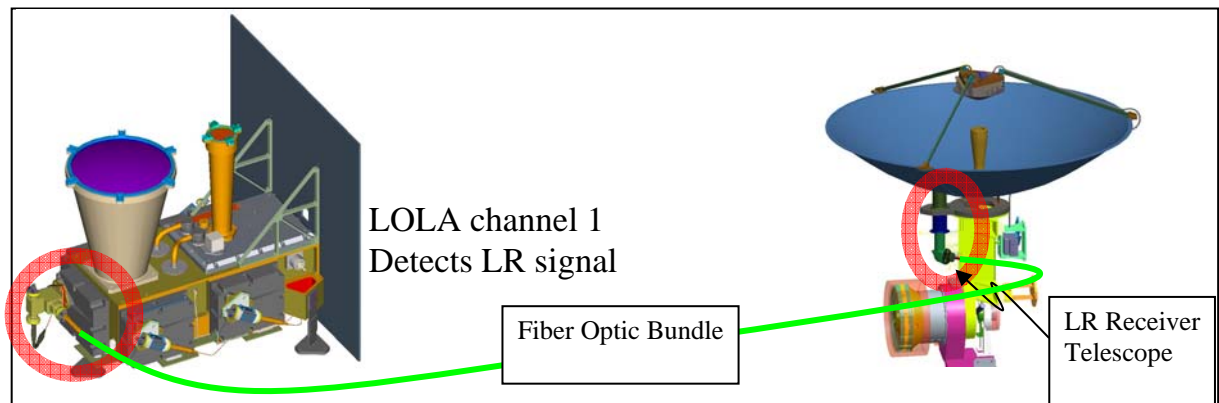 LOLA channel 1
Detects LR signal
Fiber Optic Bundle
LR Receiver
Telescope